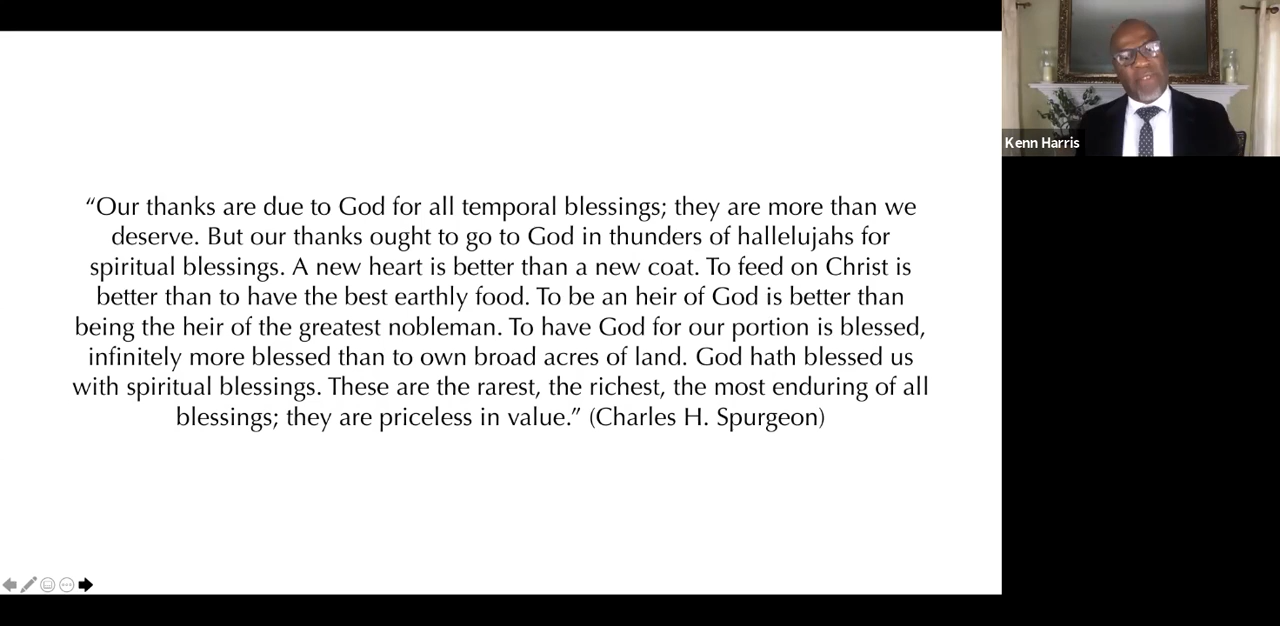 “Our thanks are due to God for all temporal blessings; they are more than we
deserve. But our thanks ought to go to God in thunders of hallelujahs for
spiritual blessings. A new heart is better than a new coat. To feed on Christ is
better than to have the best earthly food. To be an heir of God is better than
being the heir of the greatest nobleman. To have God for our portion is blessed,
infinitely more blessed than to own broad acres of land. God hath blessed us
with spiritual blessings. These are the rarest, the richest, the most enduring of all
blessings; they are priceless in value.” (Charles H. Spurgeon)
Kenn Harris